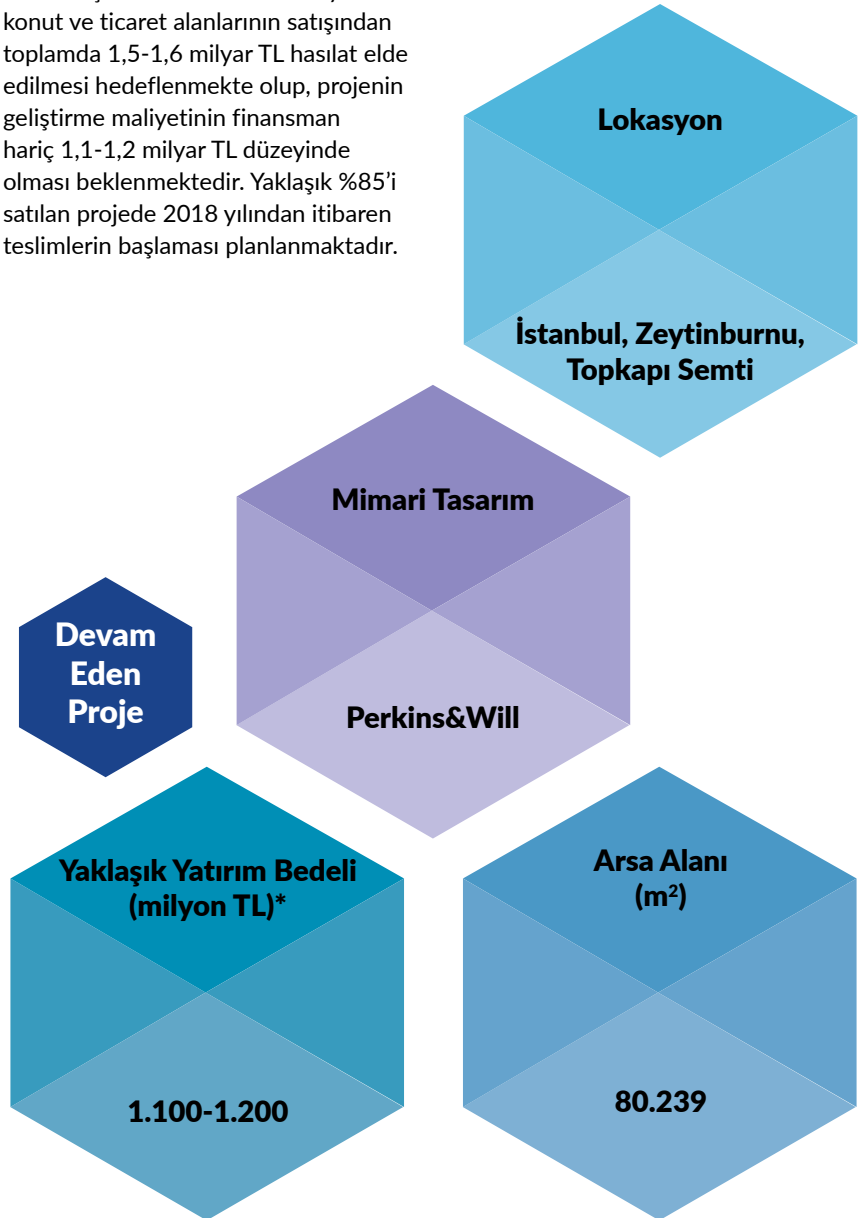 konut ve ticaret alanlarının satışından
toplamda 1,5-1,6 milyar TL hasılat elde
edilmesi hedeflenmekte olup, projenin
geliştirme maliyetinin finansman
hariç 1,1-1,2 milyar TL düzeyinde
olması beklenmektedir. Yaklaşık %85’i
satılan projede 2018 yılından itibaren
teslimlerin başlaması planlanmaktadır.
Lokasyon
İstanbul, Zeytinburnu,
Topkapı Semti
Mimari Tasarım
Perkins&Will
Devam
Eden
Proje
Yaklaşık Yatırım Bedeli
(milyon TL)*
1.100-1.200
Arsa Alanı
(m²)
80.239